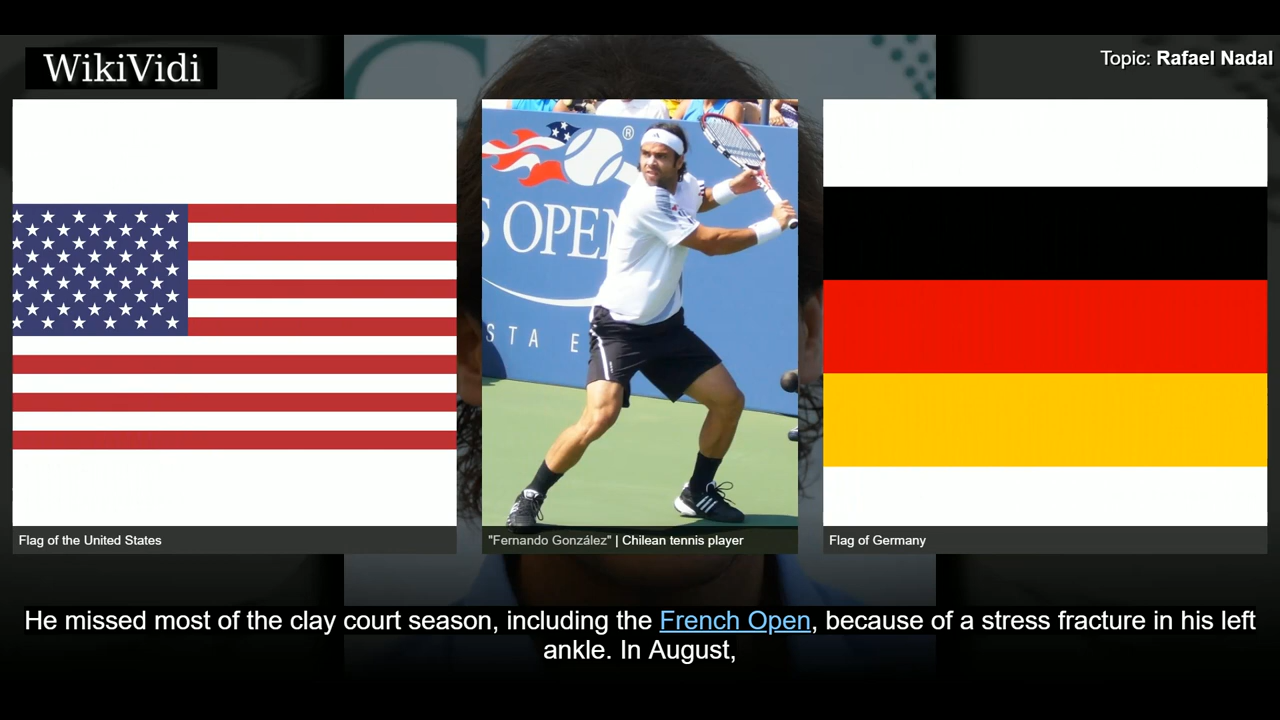 WikiVidi
Topic: Rafael Nadal
®
S OPEN
STA E
Flag of the United States
"Fernando González" | Chilean tennis player
Flag of Germany
He missed most of the clay court season, including the French Open, because of a stress fracture in his left
ankle. In August,